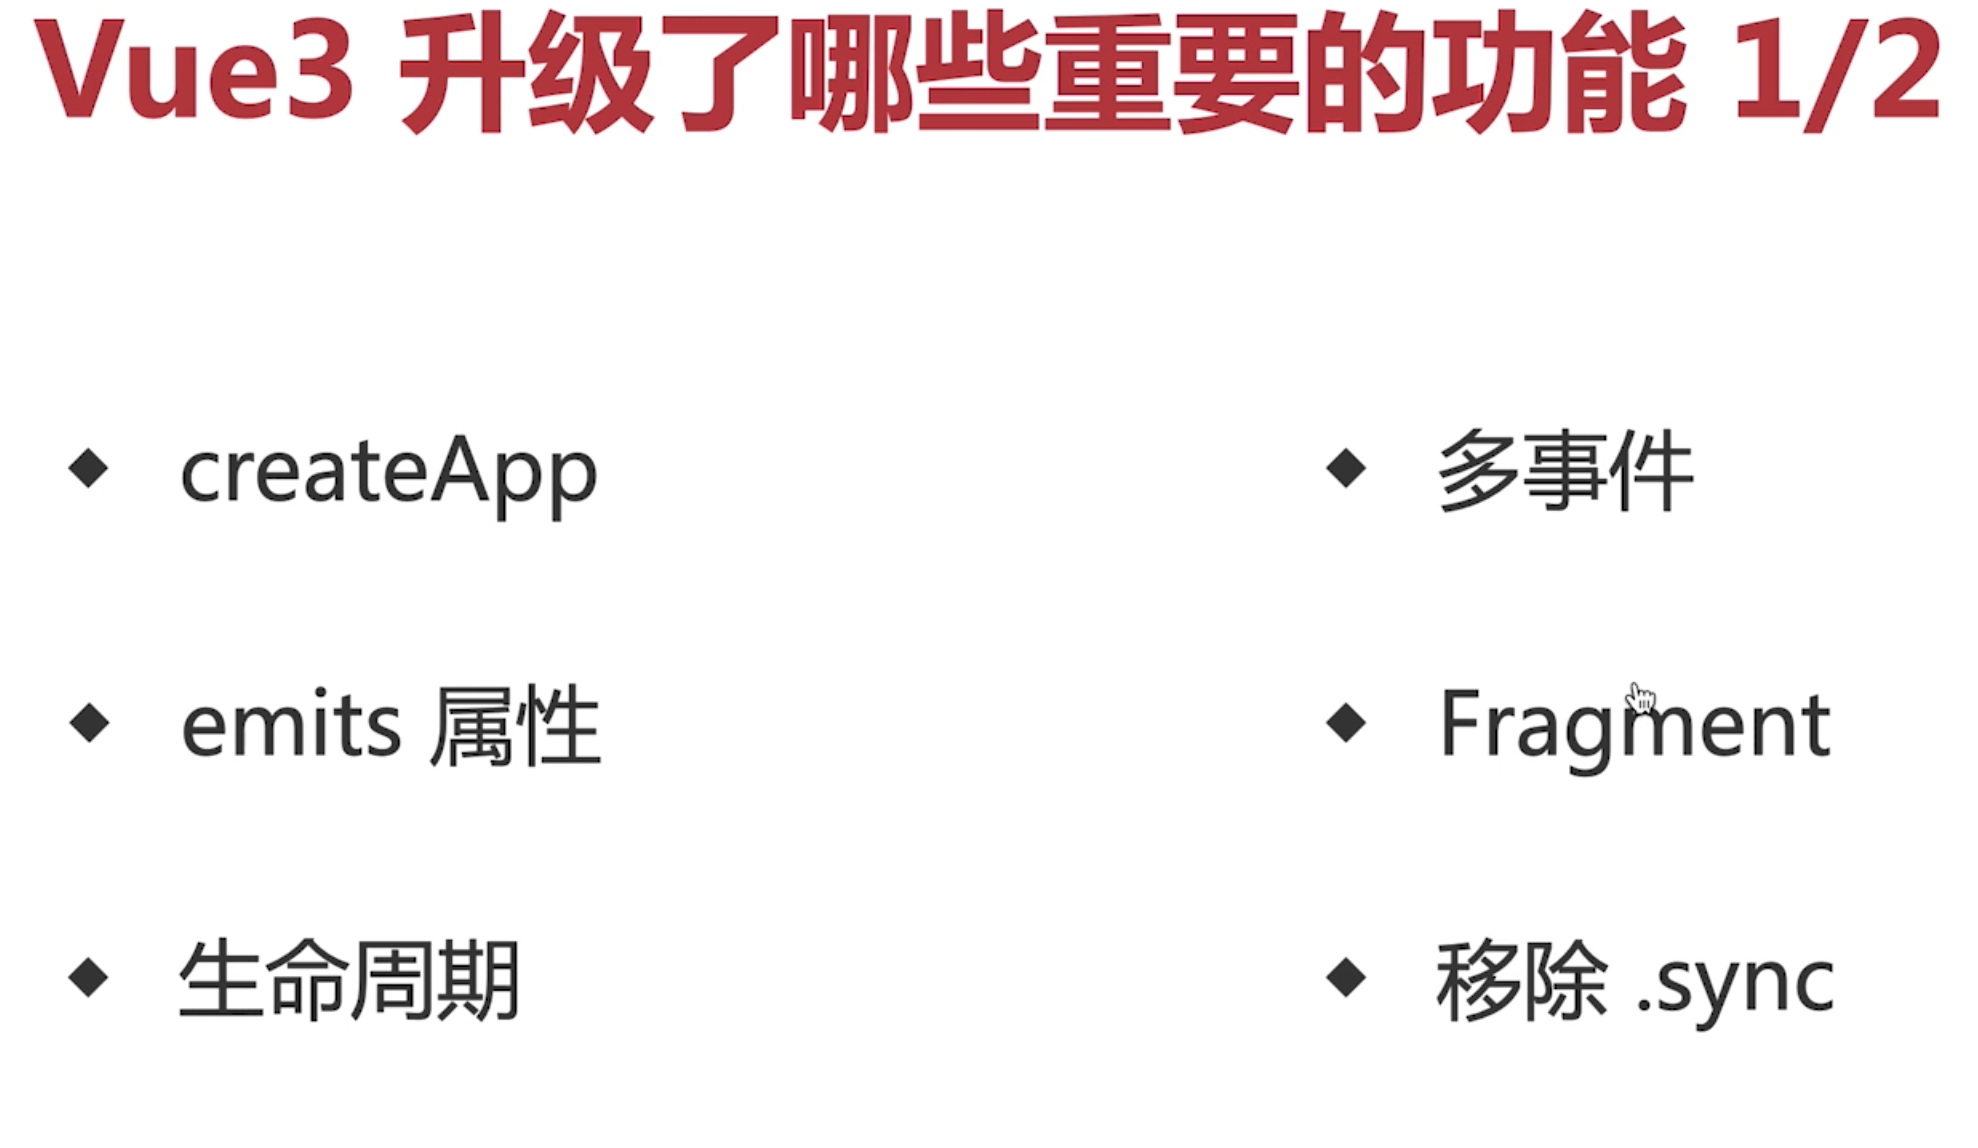 Vue3 升级了哪些重要的功能 1/2
◆ createApp
◆ emits 属性
◆ 生命周期
◆ 多事件
◆ Fragment
◆ 移除 .sync